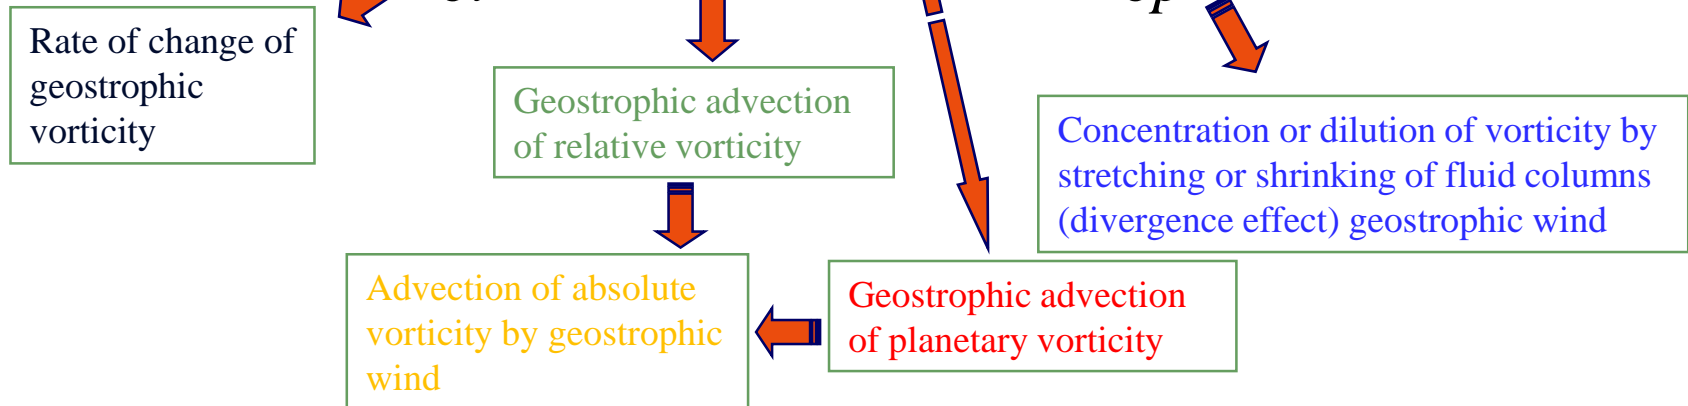 Rate of change of
geostrophic
vorticity
Geostrophic advection
of relative vorticity
Concentration or dilution of vorticity by
stretching or shrinking of fluid columns
(divergence effect) geostrophic wind
Advection of absolute
vorticity by geostrophic
wind
Geostrophic advection
of planetary vorticity